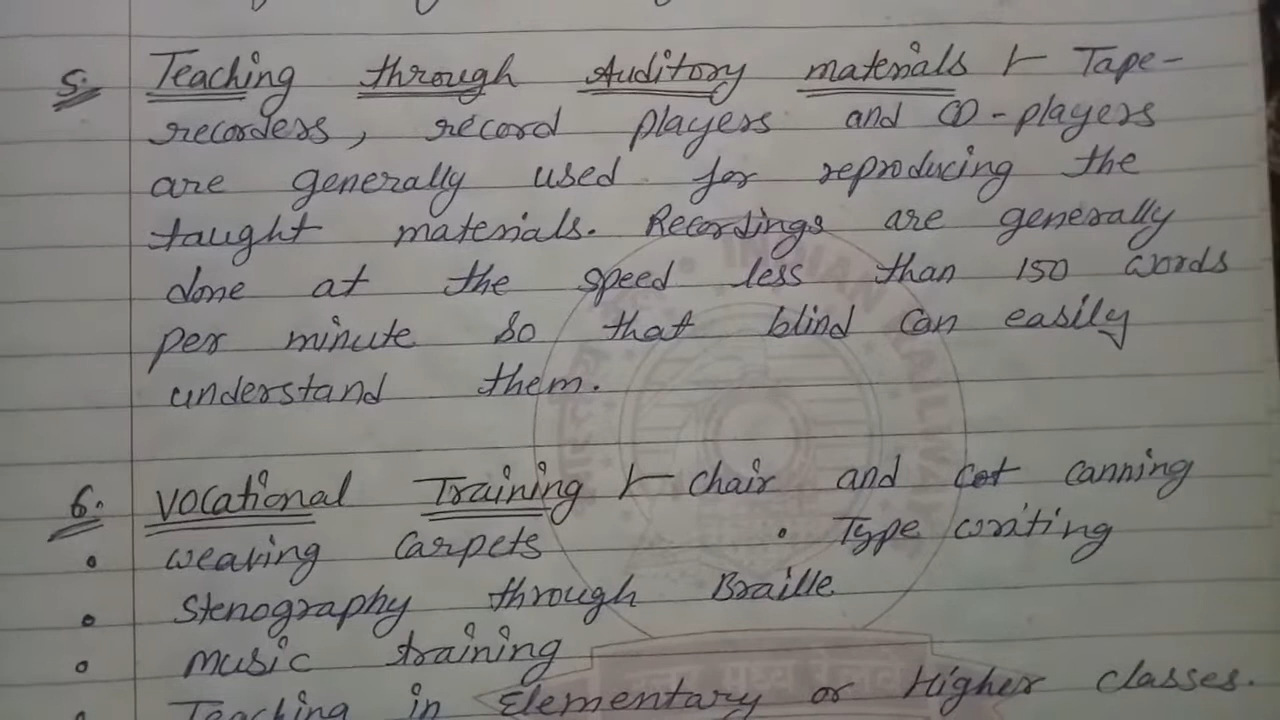 5. Teaching through Auditory materials :- Tape-
recorders, record players and CD-players
are generally used for reproducing the
taught materials. Recordings are generally
done at the speed less than 150 words
per minute so that blind can easily
understand them.
6. Vocational Training :- chair and cot canning
• weaving carpets • Type writing
• Stenography through Braille
• music training
• Teaching in Elementary or Higher classes.
INDIAN RAILWAY